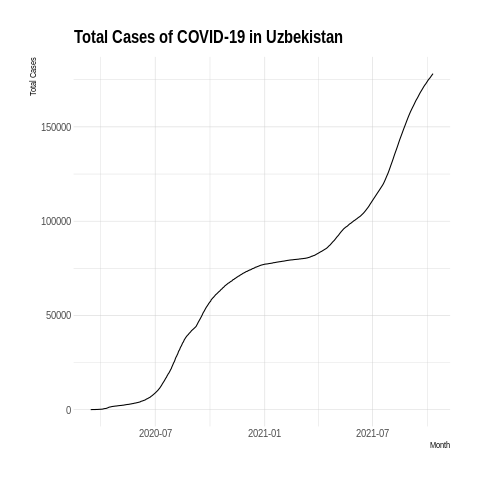 Total Cases of COVID-19 in Uzbekistan
Total Cases
150000
100000
50000
0
2020-07 2021-01 2021-07
Month